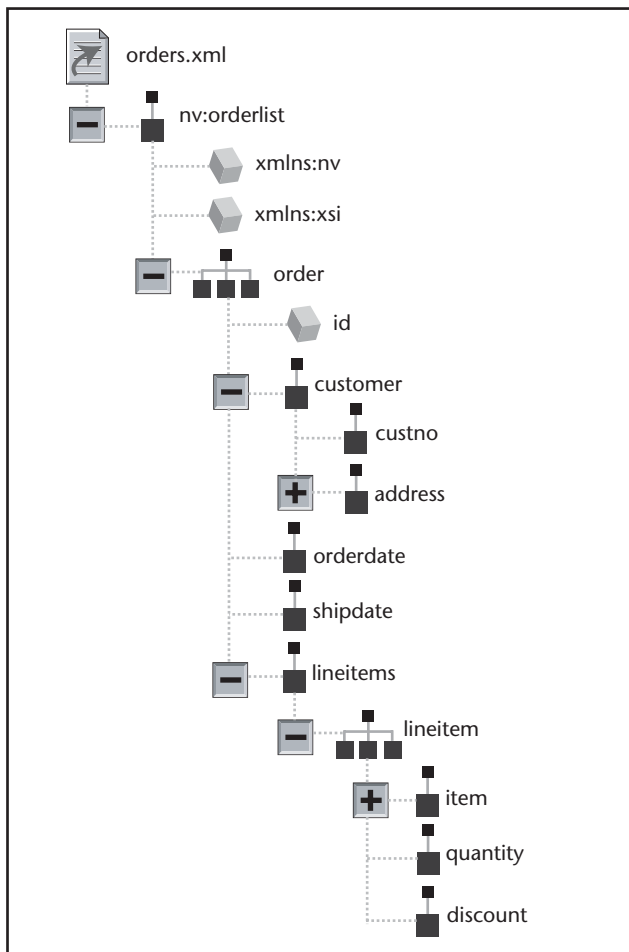 orders.xml
nv:orderlist
xmlns:nv
xmlns:xsi
order
id
customer
custno
address
orderdate
shipdate
lineitems
lineitem
item
quantity
discount